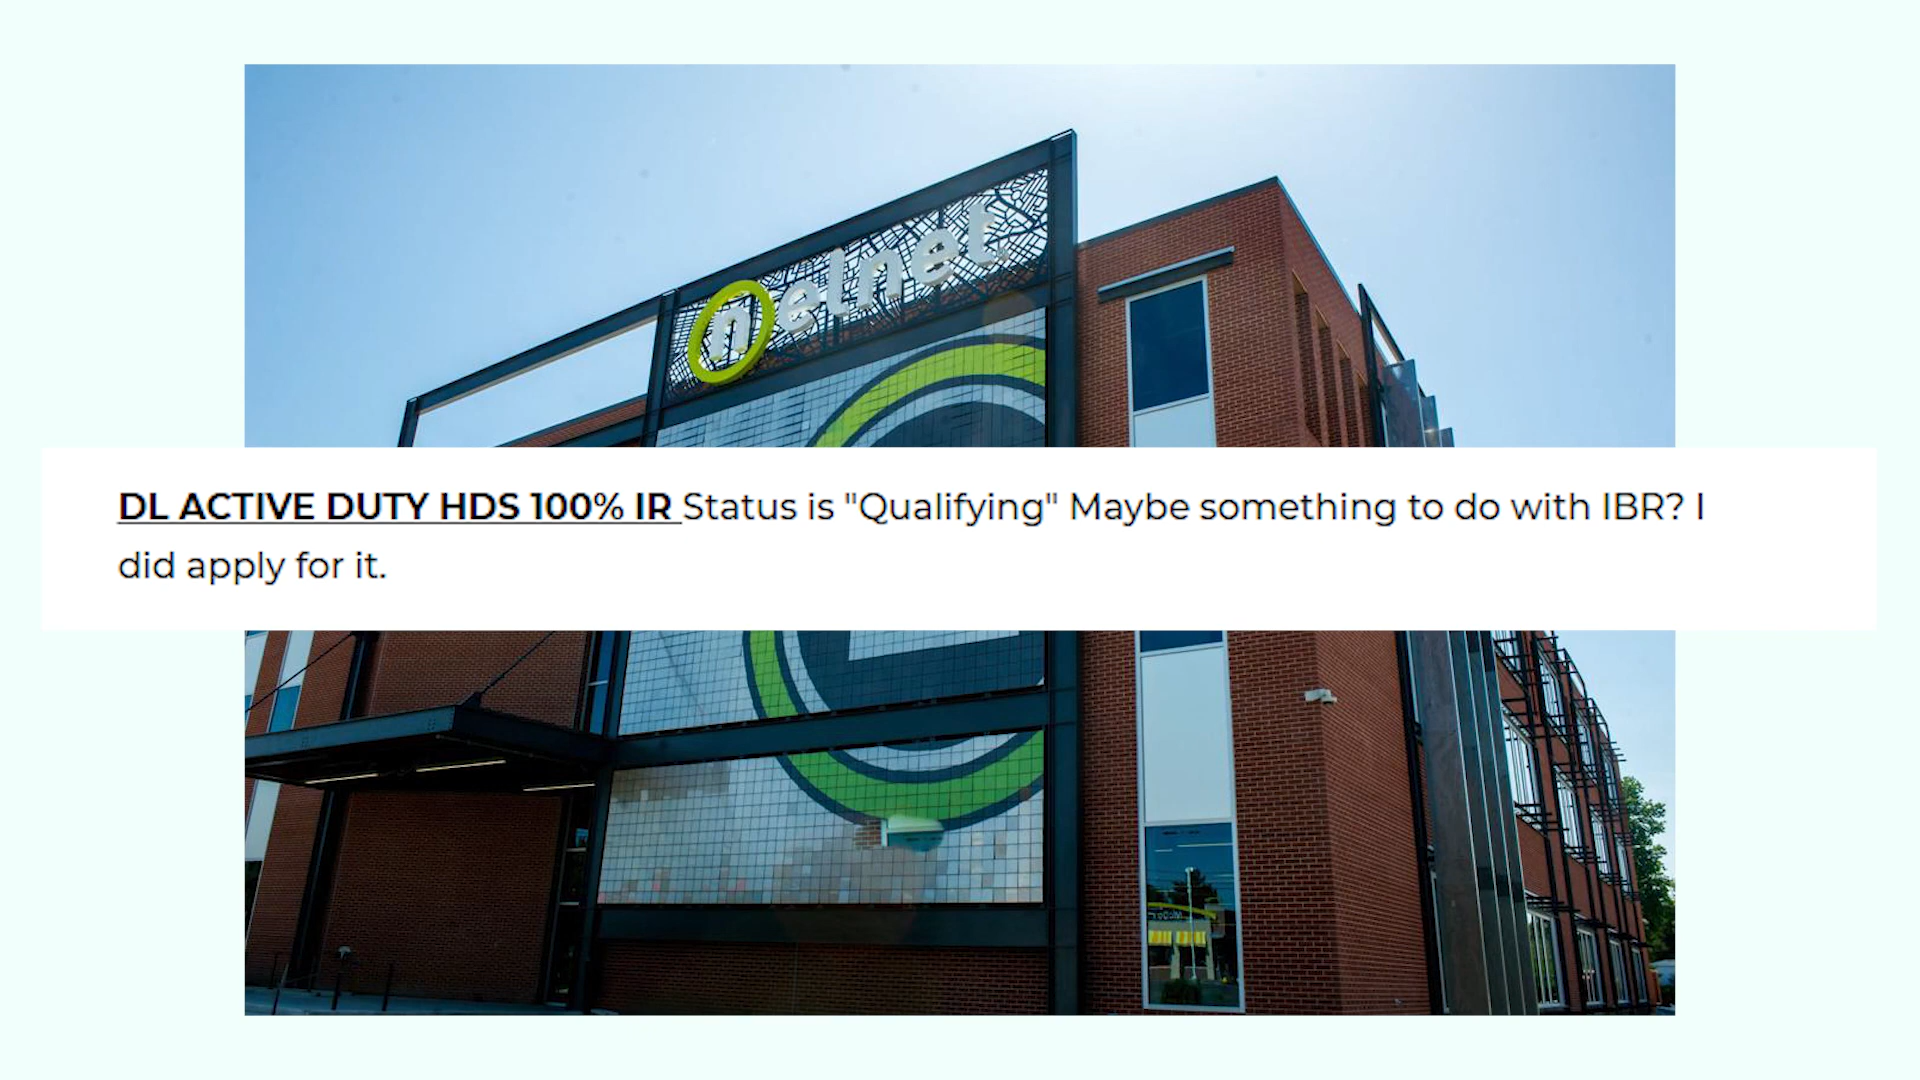 nelnet
DL ACTIVE DUTY HDS 100% IR Status is "Qualifying" Maybe something to do with IBR? I
did apply for it.